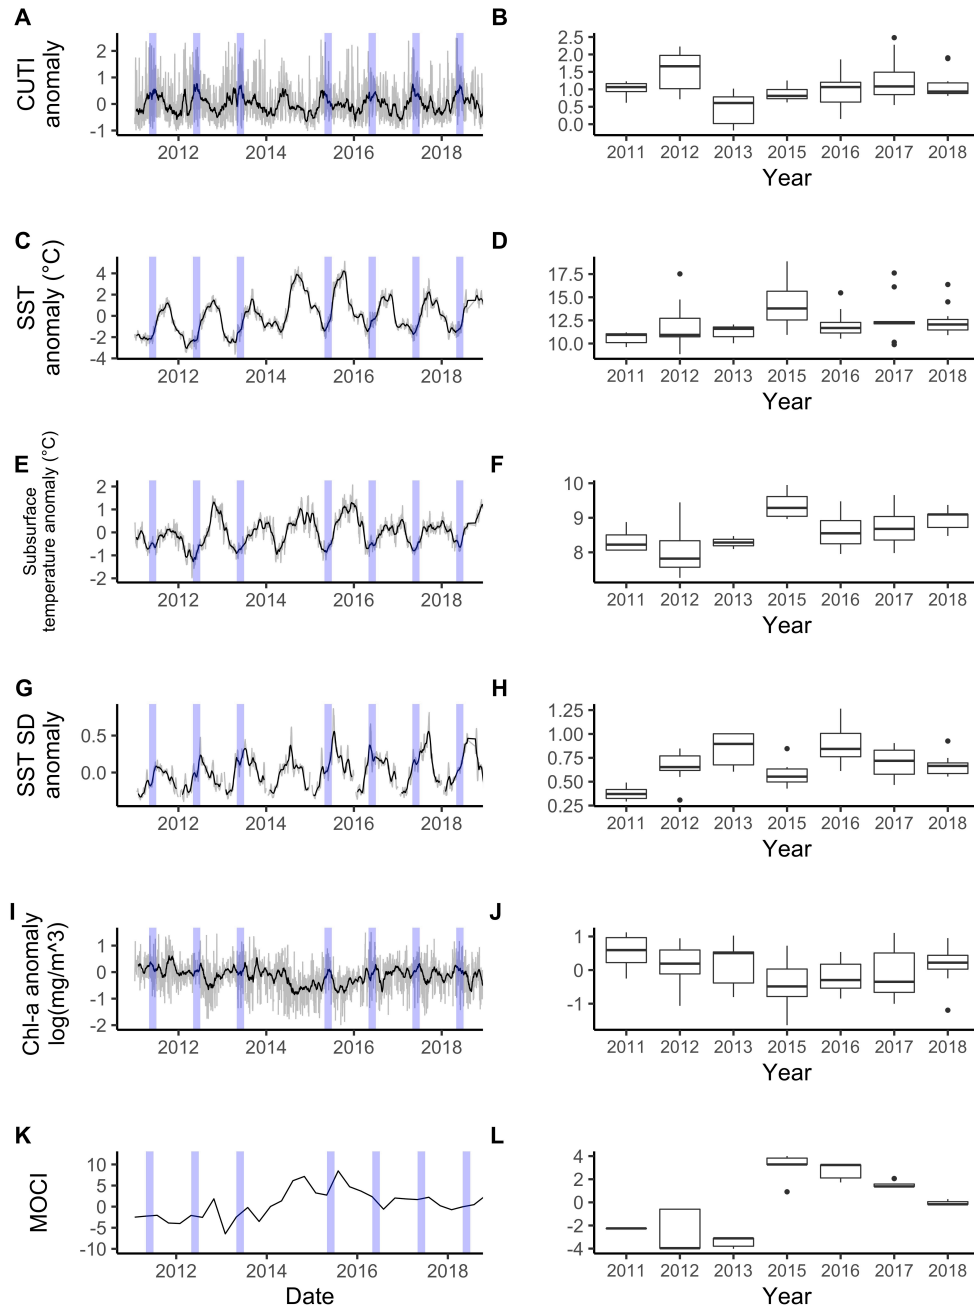 A
CUTI
anomaly
2
1
0
-1
2012 2014 2016 2018
B
2.5
2.0
1.5
1.0
0.5
0.0
2011 2012 2013 2015 2016 2017 2018
Year
C
SST
anomaly (°C)
4
2
0
-2
-4
2012 2014 2016 2018
D
17.5
15.0
12.5
10.0
2011 2012 2013 2015 2016 2017 2018
Year
E
Subsurface
temperature anomaly (°C)
2
1
0
-1
-2
2012 2014 2016 2018
F
10
9
8
2011 2012 2013 2015 2016 2017 2018
Year
G
SST SD
anomaly
0.5
0.0
2012 2014 2016 2018
H
1.25
1.00
0.75
0.50
0.25
2011 2012 2013 2015 2016 2017 2018
Year
I
Chl-a anomaly
log(mg/m^3)
1
0
-1
-2
2012 2014 2016 2018
J
1
0
-1
2011 2012 2013 2015 2016 2017 2018
Year
K
MOCI
10
5
0
-5
-10
2012 2014 2016 2018
Date
L
4
2
0
-2
-4
2011 2012 2013 2015 2016 2017 2018
Year